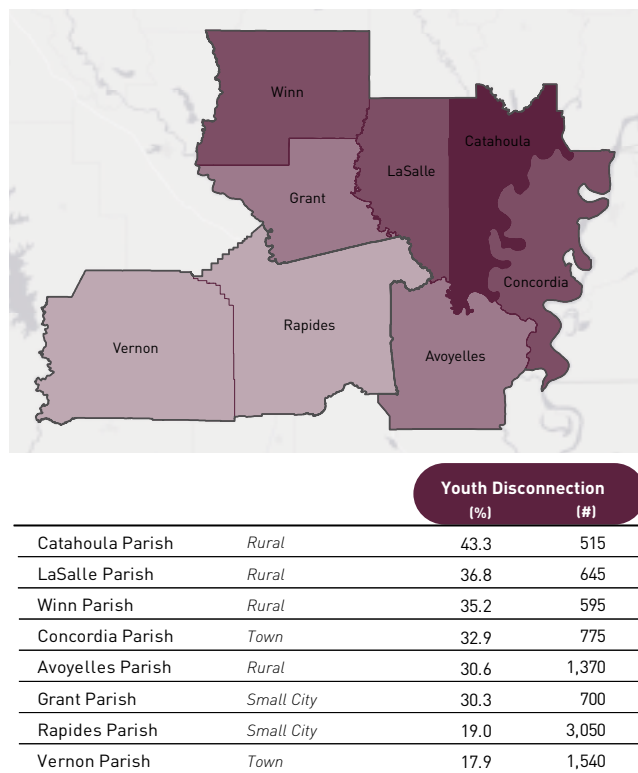 Winn
Catahoula
LaSalle
Grant
Concordia
Rapides
Vernon
Avoyelles
Youth Disconnection
(%) (#)
Catahoula Parish Rural 43.3 515
LaSalle Parish Rural 36.8 645
Winn Parish Rural 35.2 595
Concordia Parish Town 32.9 775
Avoyelles Parish Rural 30.6 1,370
Grant Parish Small City 30.3 700
Rapides Parish Small City 19.0 3,050
Vernon Parish Town 17.9 1,540